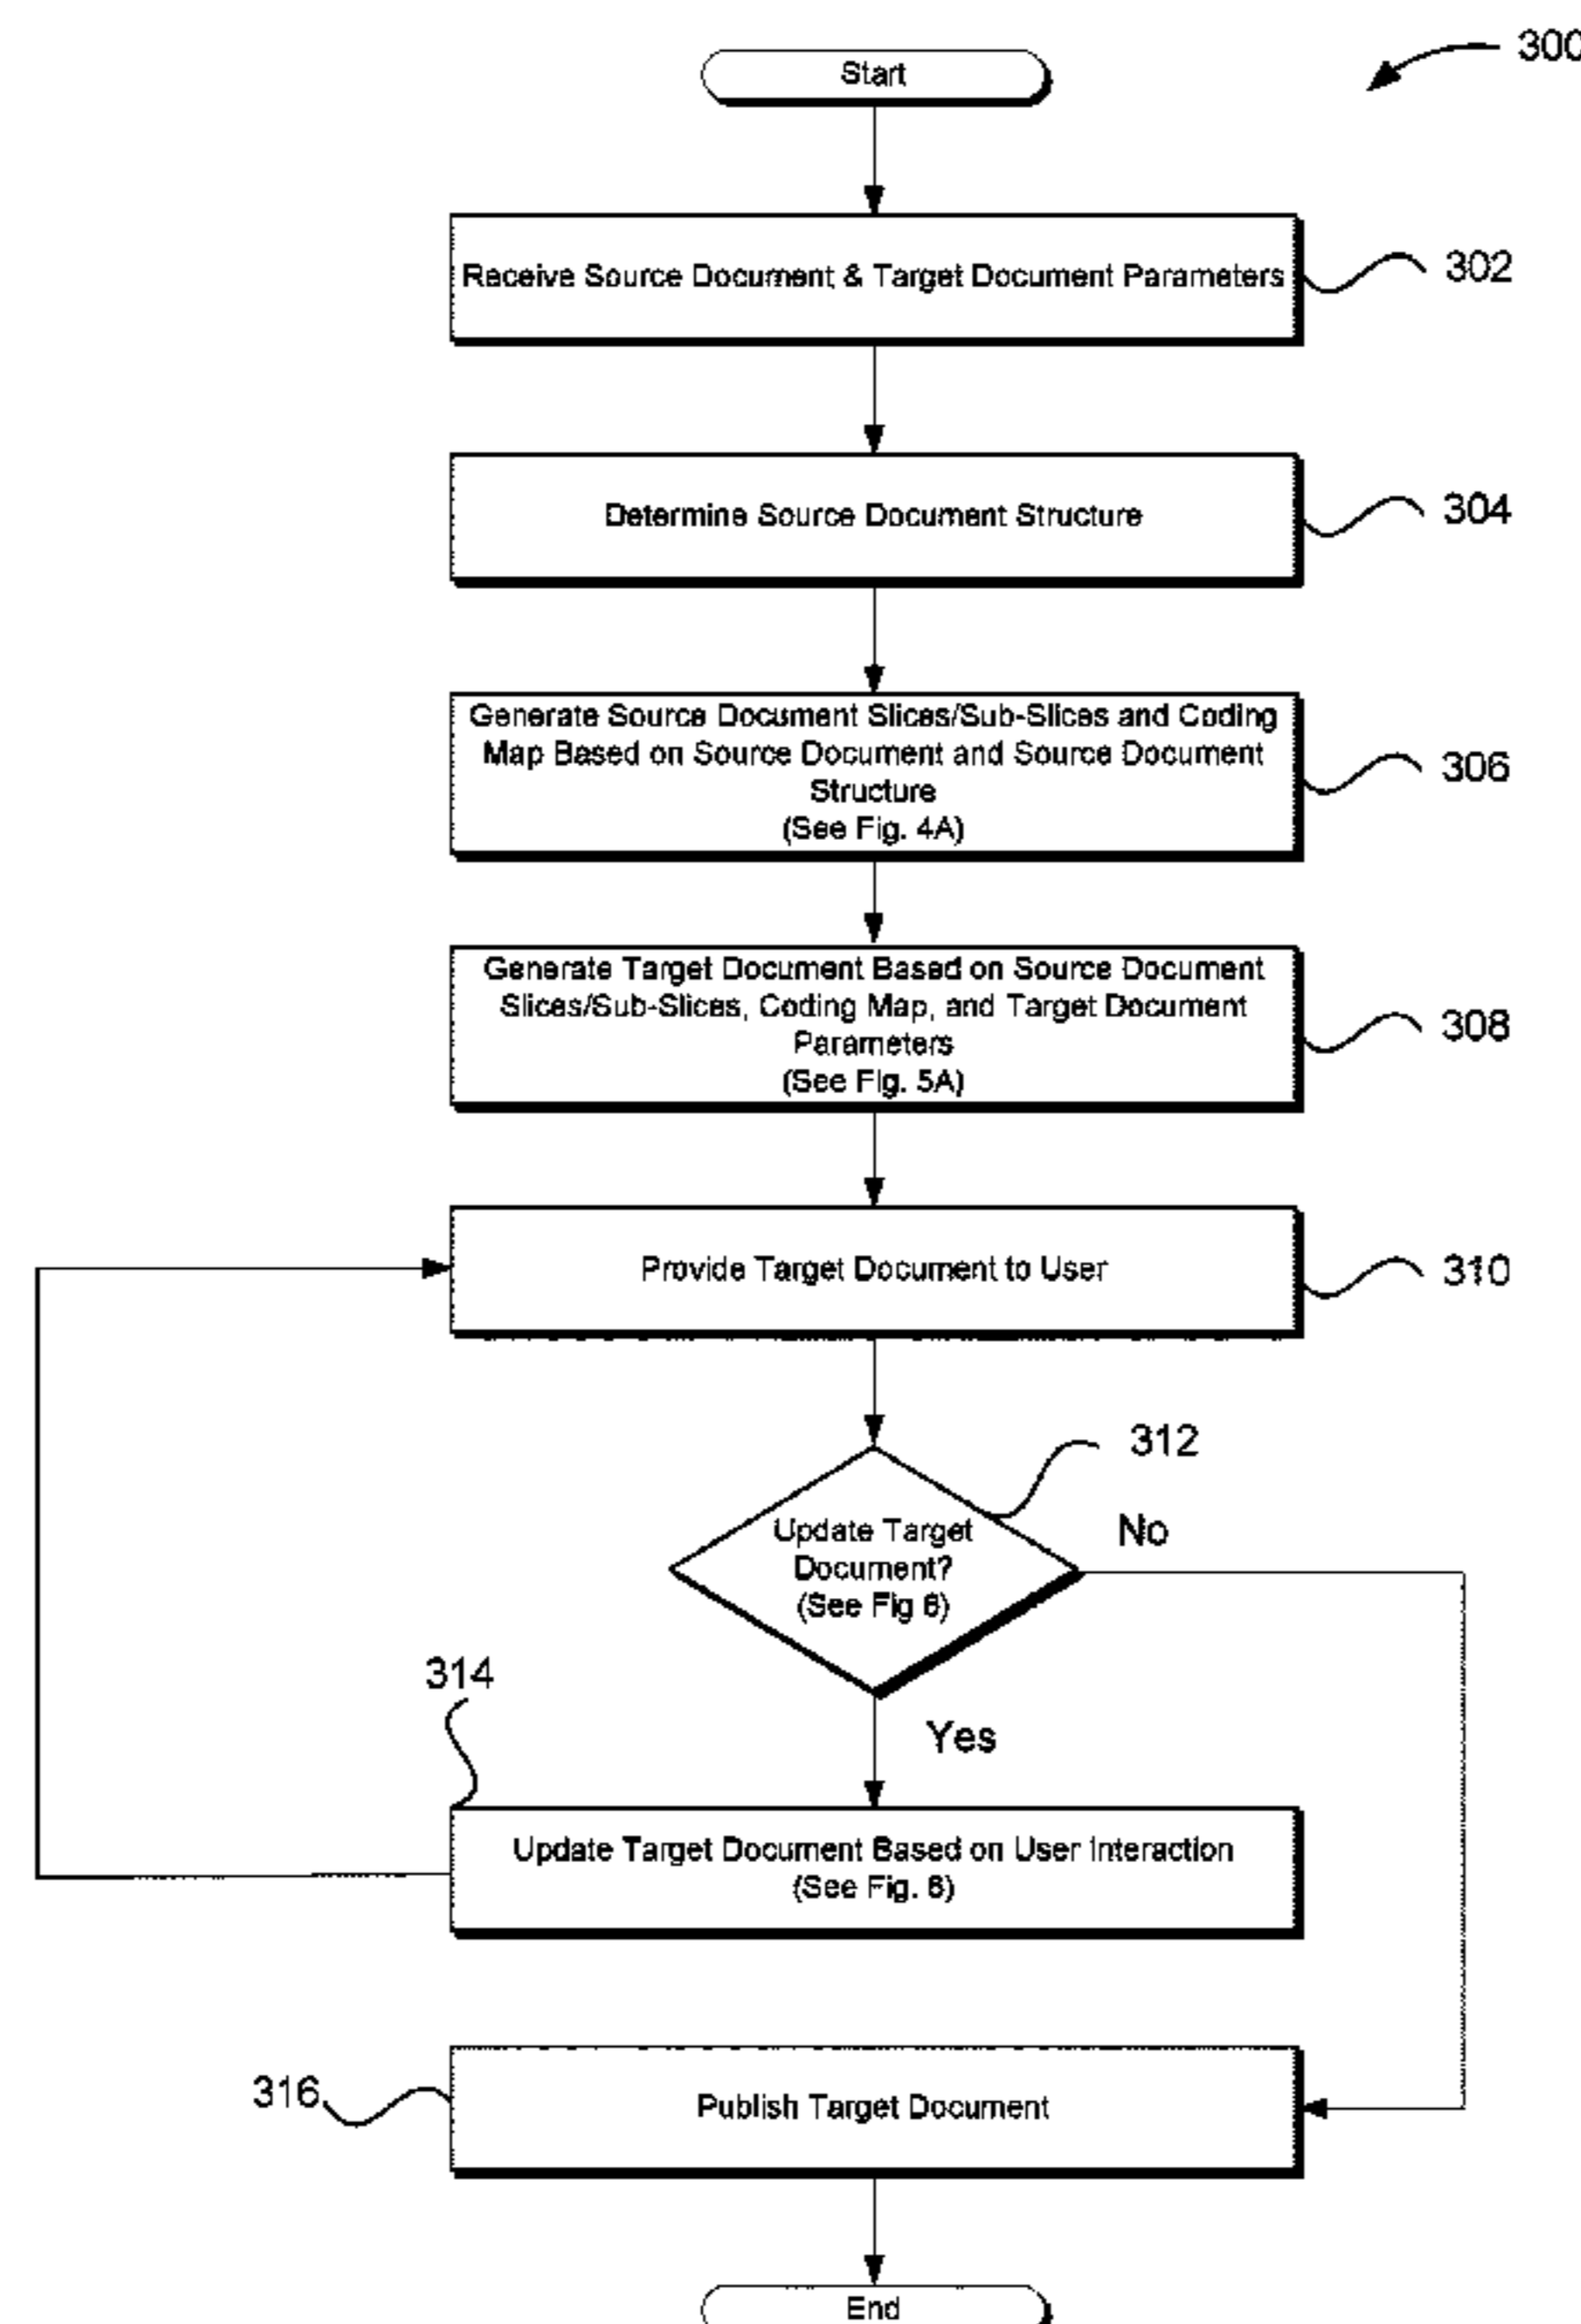 300
Start
Receive Source Document & Target Document Parameters
302
Determine Source Document Structure
304
Generate Source Document Slices/Sub-Slices and Coding
Map Based on Source Document and Source Document
Structure
(See Fig. 4A)
306
Generate Target Document Based on Source Document
Slices/Sub-Slices, Coding Map, and Target Document
Parameters
(See Fig. 5A)
308
Provide Target Document to User
310
312
Update Target
Document?
(See Fig 6)
No
Yes
314
Update Target Document Based on User Interaction
(See Fig. 6)
316
Publish Target Document
End